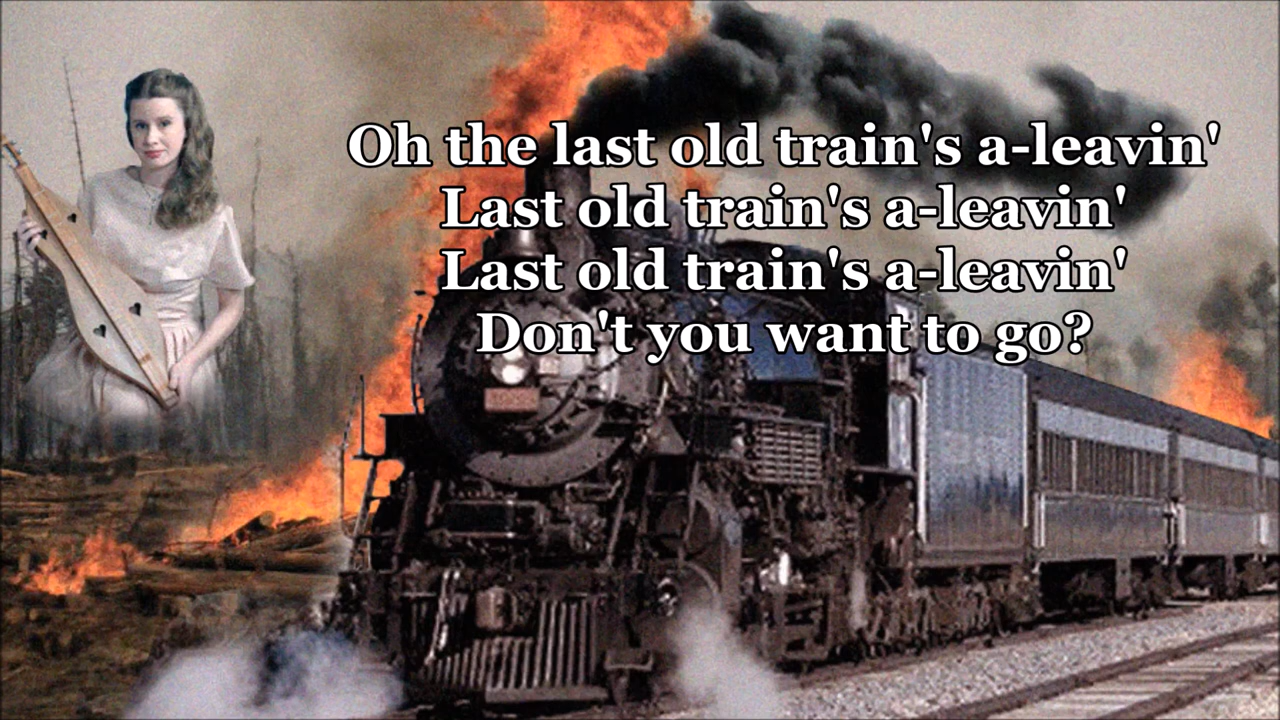 Oh the last old train's a-leavin'
Last old train's a-leavin'
Last old train's a-leavin'
Don't you want to go?